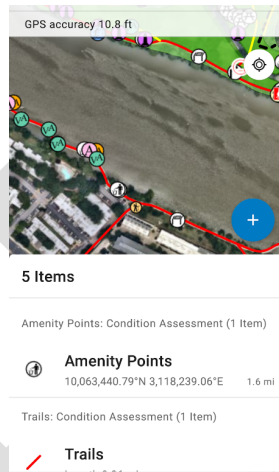 GPS accuracy 10.8 ft
5 Items
Amenity Points: Condition Assessment (1 Item)
Amenity Points
10,063,440.79°N 3,118,239.06°E 1.6 mi
Trails: Condition Assessment (1 Item)
Trails